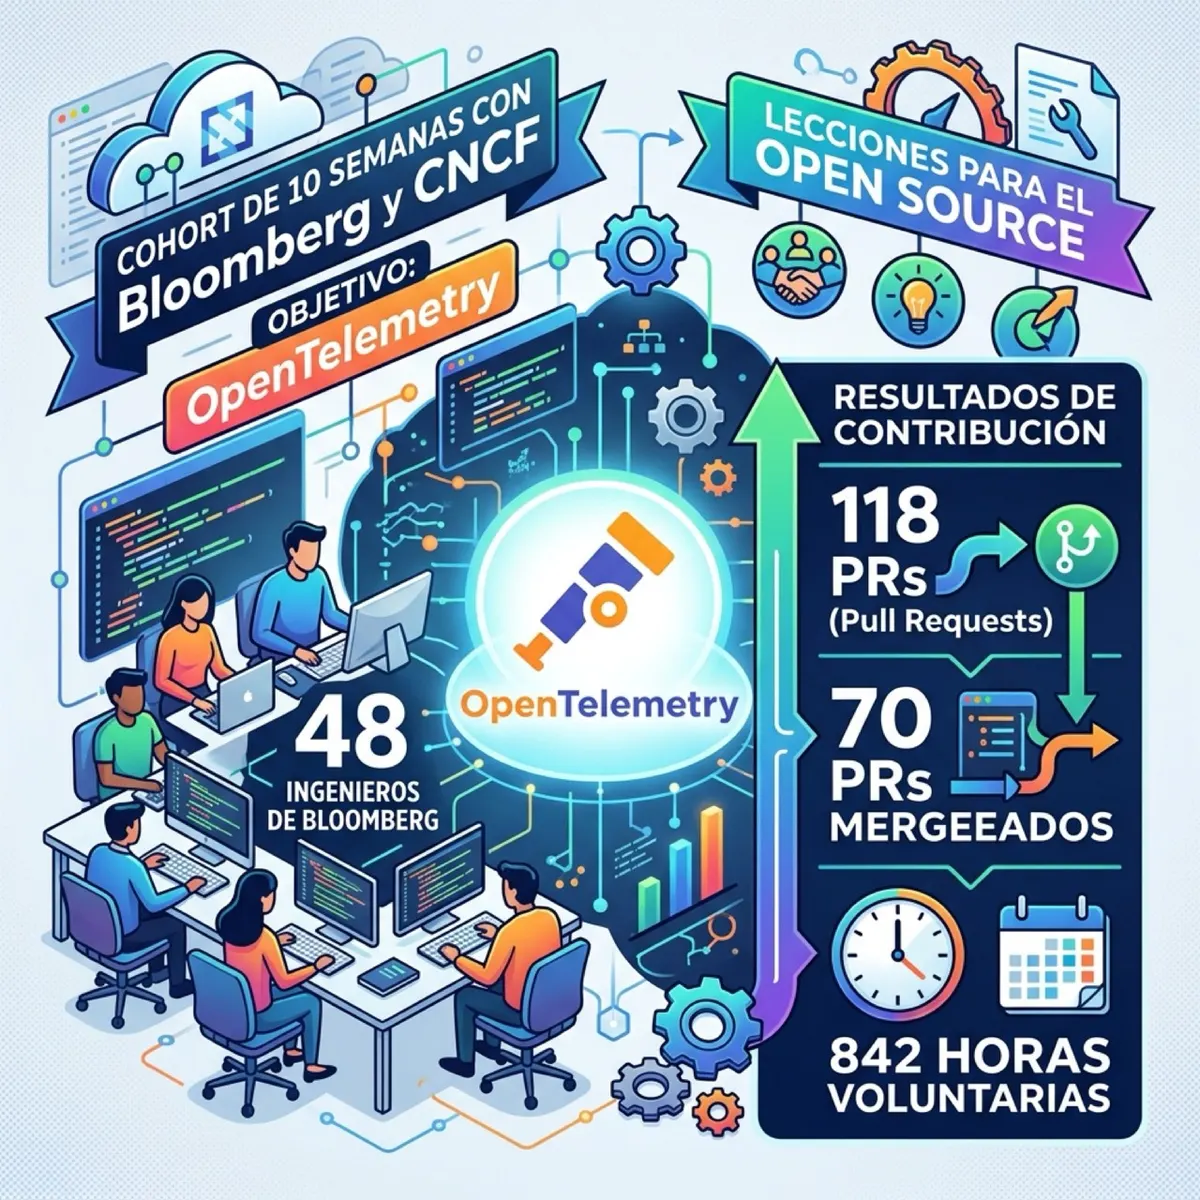 COHORT DE 10 SEMANAS CON
Bloomberg y CNCF
OBJETIVO:
OpenTelemetry
LECCIONES PARA EL
OPEN SOURCE
OpenTelemetry
48
INGENIEROS
DE BLOOMBERG
RESULTADOS DE
CONTRIBUCIÓN
118
PRs
(Pull Requests)
70
PRs
MERGEEADOS
842 HORAS
VOLUNTARIAS